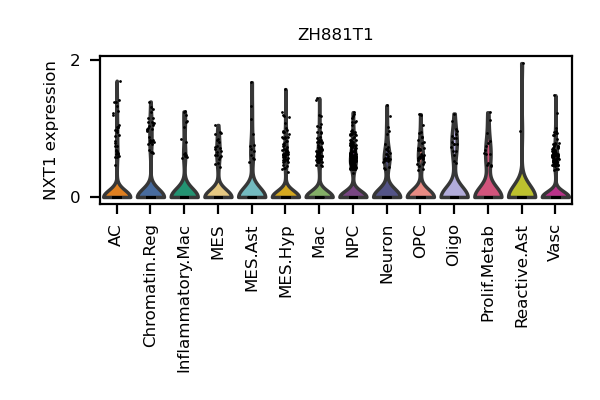 ZH881T1
NXT1 expression
2
0
AC
Chromatin.Reg
Inflammatory.Mac
MES
MES.Ast
MES.Hyp
Mac
NPC
Neuron
OPC
Oligo
Prolif.Metab
Reactive.Ast
Vasc